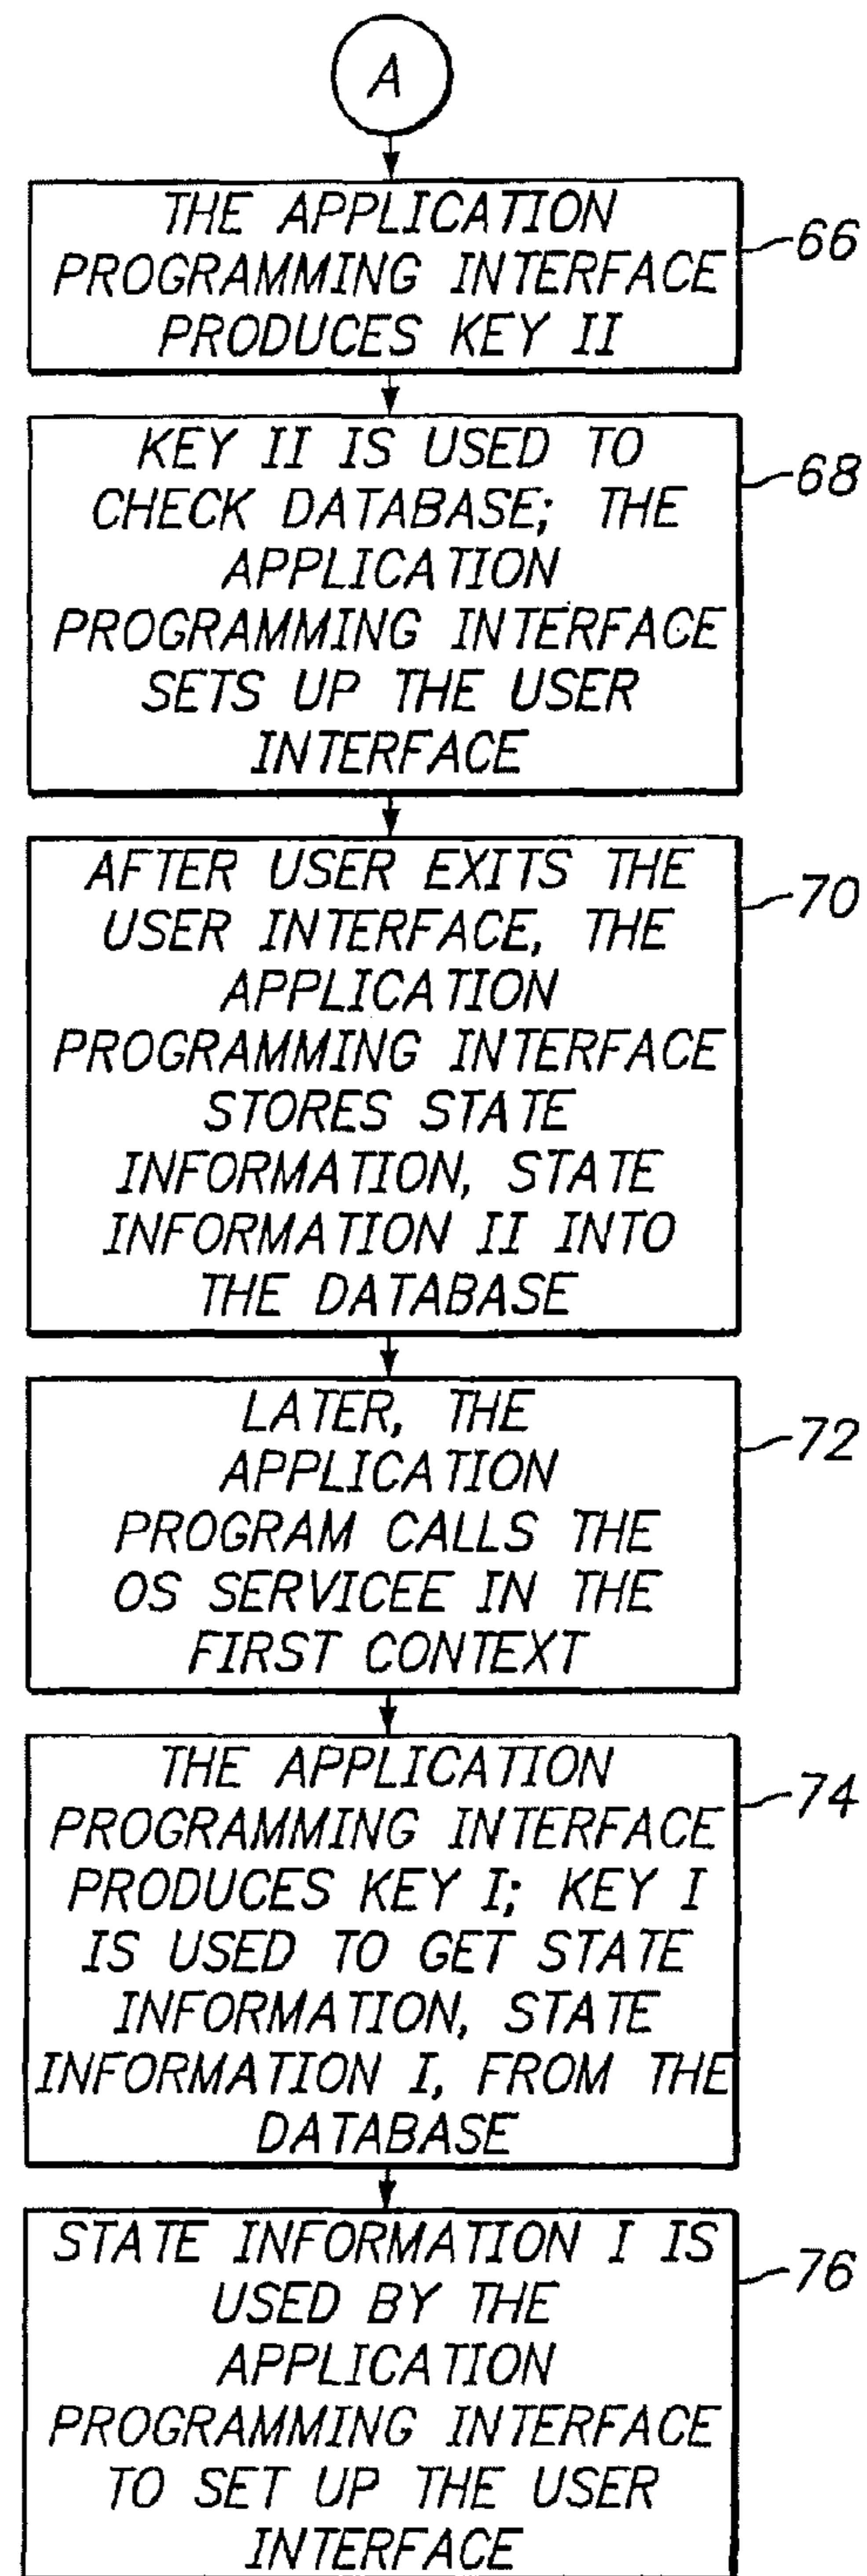 A
THE APPLICATION
PROGRAMMING INTERFACE
PRODUCES KEY II
66
KEY II IS USED TO
CHECK DATABASE; THE
APPLICATION
PROGRAMMING INTERFACE
SETS UP THE USER
INTERFACE
68
AFTER USER EXITS THE
USER INTERFACE, THE
APPLICATION
PROGRAMMING INTERFACE
STORES STATE
INFORMATION, STATE
INFORMATION II INTO
THE DATABASE
70
LATER, THE
APPLICATION
PROGRAM CALLS THE
OS SERVICEE IN THE
FIRST CONTEXT
72
THE APPLICATION
PROGRAMMING INTERFACE
PRODUCES KEY I; KEY I
IS USED TO GET STATE
INFORMATION, STATE
INFORMATION I, FROM THE
DATABASE
74
STATE INFORMATION I IS
USED BY THE
APPLICATION
PROGRAMMING INTERFACE
TO SET UP THE USER
INTERFACE
76